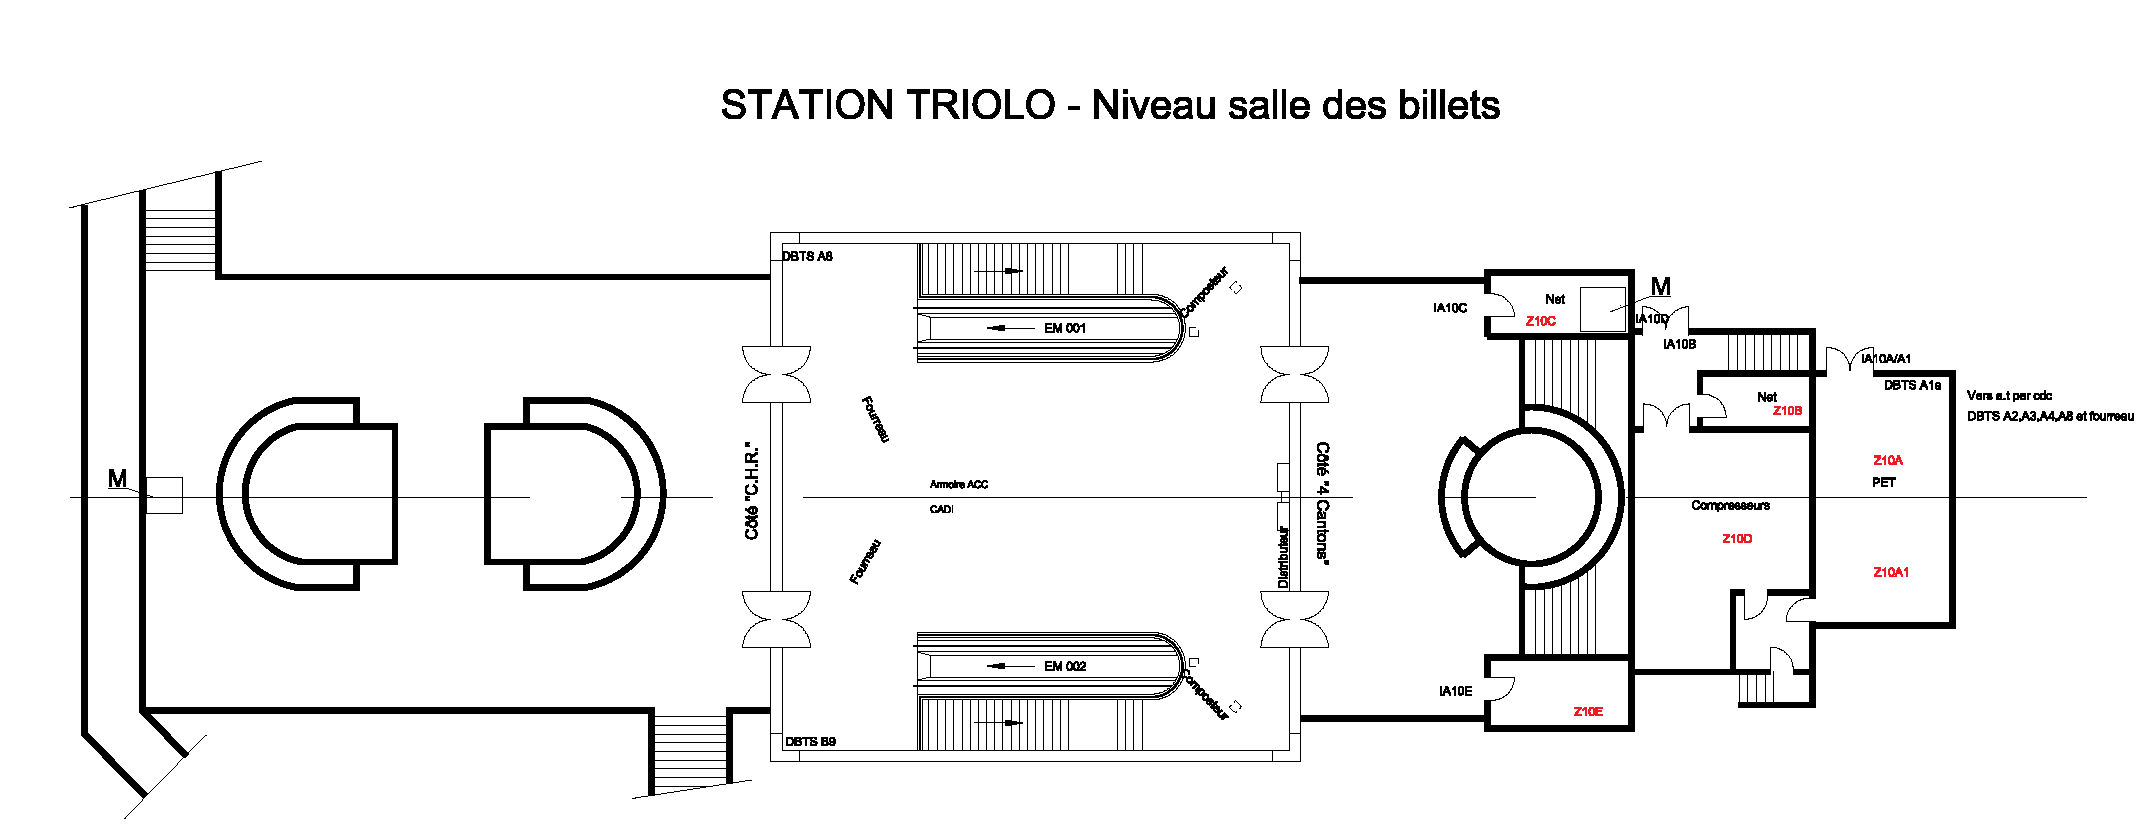 STATION TRIOLO - Niveau salle des billets
DBTS A8
Composteur
EM 001
IA10C
Net
Z10C
M
IA10D
IA10B
IA10A/A1
DBTS A1a
Net
Z10B
Vers a.t par cdc
DBTS A2,A3,A4,A8 et fourreau
Fourreau
Côté "C.H.R."
Côté "4 Cantons"
M
Armoire ACC
CADI
Z10A
PET
Compresseurs
Z10D
Z10A1
Fourreau
Distributeur
EM 002
Composteur
IA10E
Z10E
DBTS B9